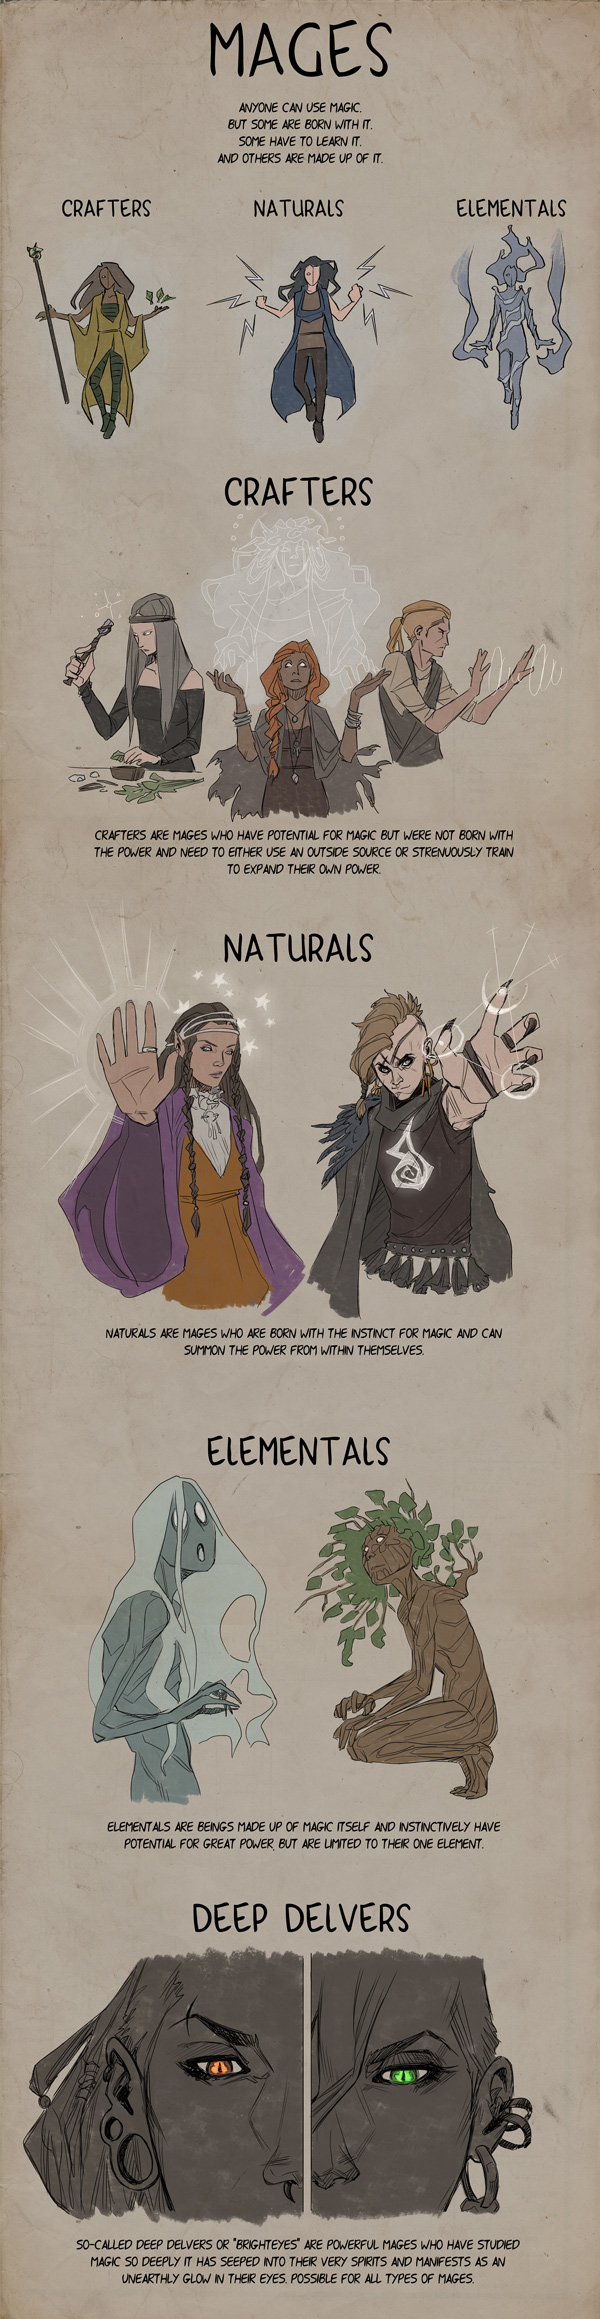 MAGES
ANYONE CAN USE MAGIC.
BUT SOME ARE BORN WITH IT.
SOME HAVE TO LEARN IT.
AND OTHERS ARE MADE UP OF IT.
CRAFTERS
NATURALS
ELEMENTALS
CRAFTERS
CRAFTERS ARE MAGES WHO HAVE POTENTIAL FOR MAGIC BUT WERE NOT BORN WITH
THE POWER AND NEED TO EITHER USE AN OUTSIDE SOURCE OR STRENUOUSLY TRAIN
TO EXPAND THEIR OWN POWER.
NATURALS
NATURALS ARE MAGES WHO ARE BORN WITH THE INSTINCT FOR MAGIC AND CAN
SUMMON THE POWER FROM WITHIN THEMSELVES.
ELEMENTALS
ELEMENTALS ARE BEINGS MADE UP OF MAGIC ITSELF AND INSTINCTIVELY HAVE
POTENTIAL FOR GREAT POWER, BUT ARE LIMITED TO THEIR ONE ELEMENT.
DEEP DELVERS
SO-CALLED DEEP DELVERS OR "BRIGHTEYES" ARE POWERFUL MAGES WHO HAVE STUDIED
MAGIC SO DEEPLY IT HAS SEEPED INTO THEIR VERY SPIRITS AND MANIFESTS AS AN
UNEARTHLY GLOW IN THEIR EYES. POSSIBLE FOR ALL TYPES OF MAGES.